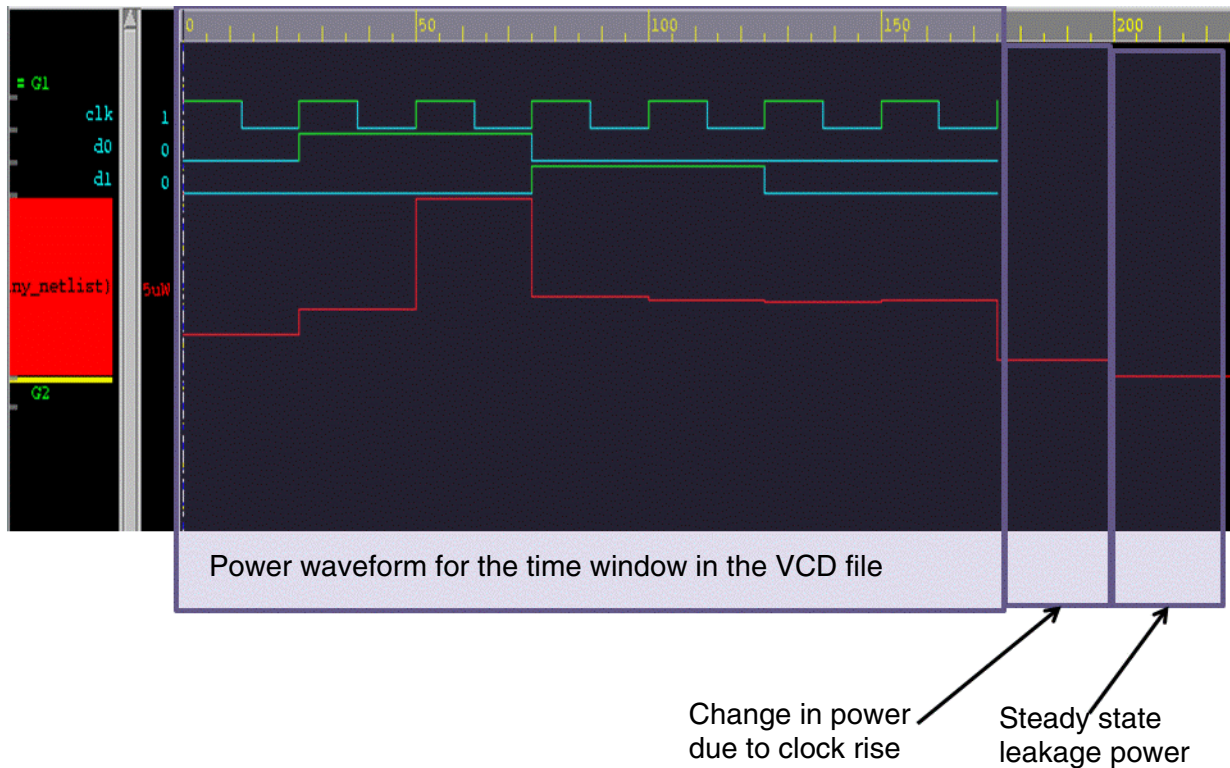 0 50 100 150 200
= G1
clk 1
d0 0
d1 0
ny_netlist) 5uW
G2
Power waveform for the time window in the VCD file
Change in power
due to clock rise
Steady state
leakage power